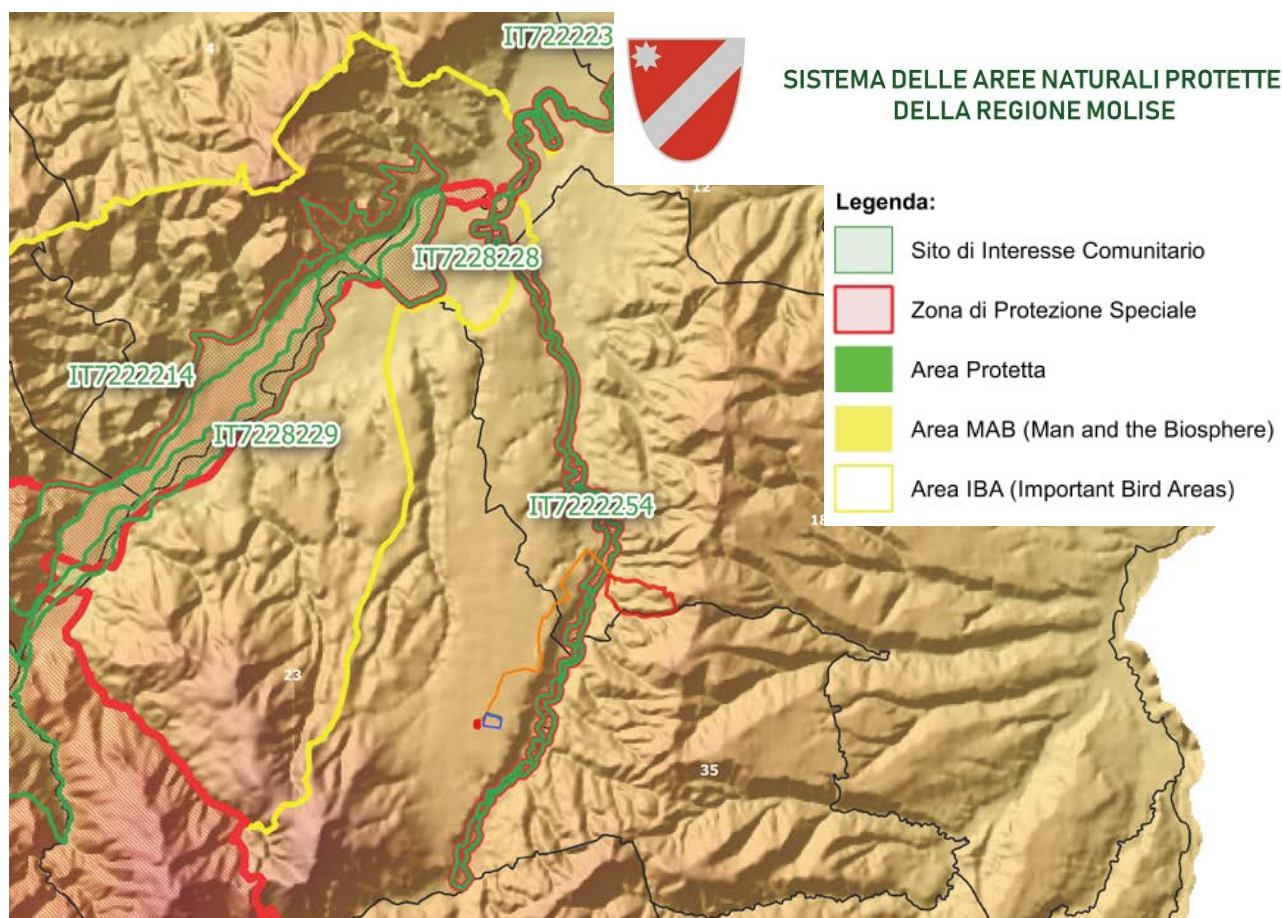 SISTEMA DELLE AREE NATURALI PROTETTE
DELLA REGIONE MOLISE
Legenda:
Sito di Interesse Comunitario
Zona di Protezione Speciale
Area Protetta
Area MAB (Man and the Biosphere)
Area IBA (Important Bird Areas)
IT722223
4
12
IT7228228
IT7222214
IT7228229
IT7222254
18
23
35